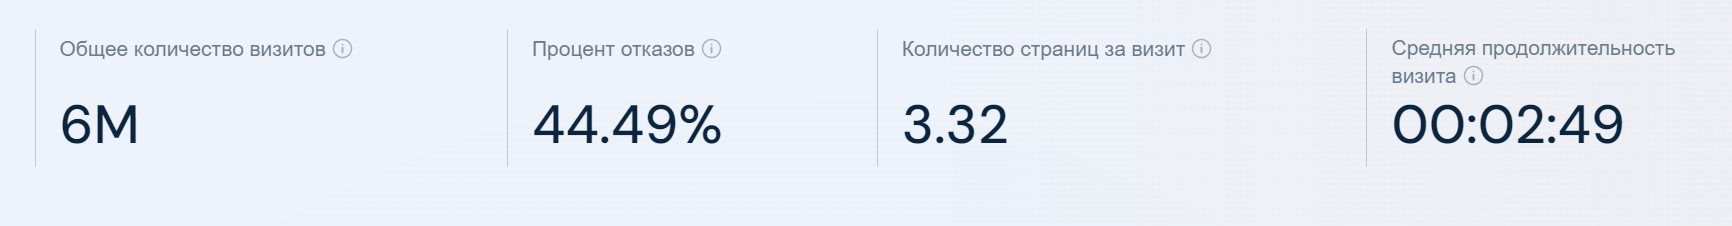 Общее количество визитов
6M
Процент отказов
44.49%
Количество страниц за визит
3.32
Средняя продолжительность
визита
00:02:49